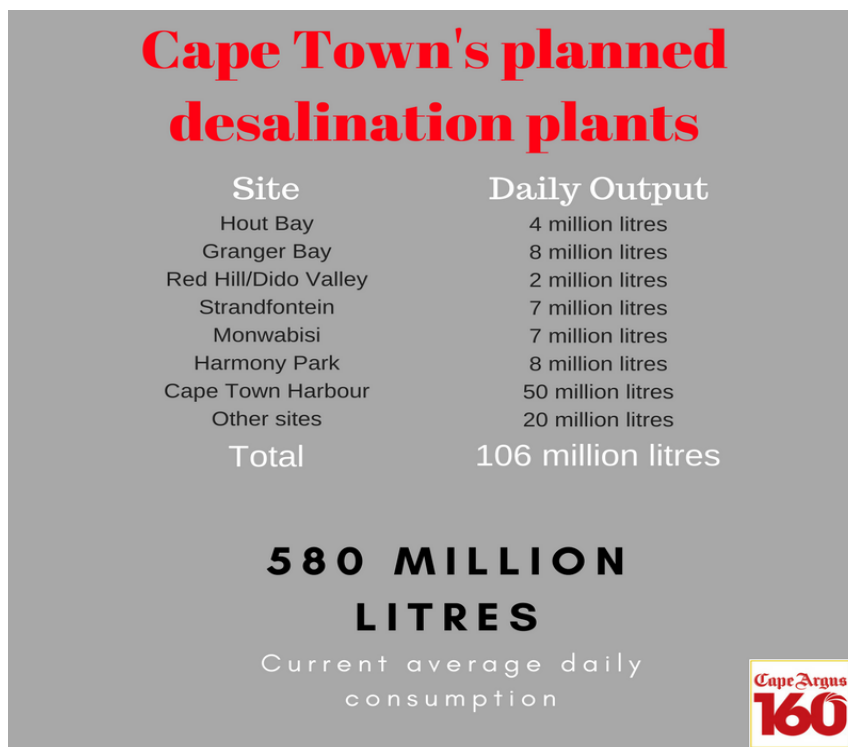 Cape Town's planned
desalination plants
Site Daily Output
Hout Bay 4 million litres
Granger Bay 8 million litres
Red Hill/Dido Valley 2 million litres
Strandfontein 7 million litres
Monwabisi 7 million litres
Harmony Park 8 million litres
Cape Town Harbour 50 million litres
Other sites 20 million litres
Total 106 million litres
580 MILLION
LITRES
Current average daily
consumption
Cape Argus
160